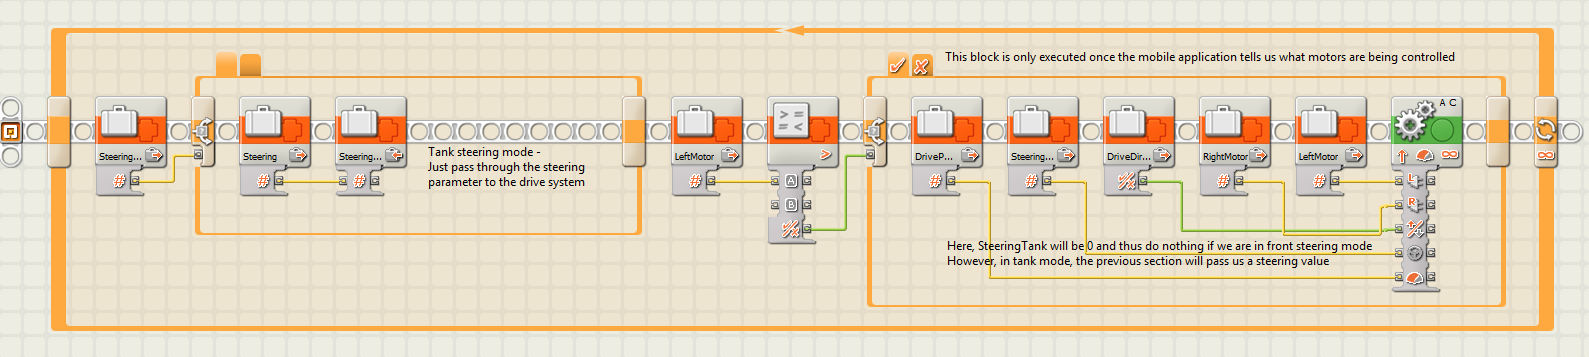 This block is only executed once the mobile application tells us what motors are being controlled
A C
Steering...
Steering
Steering...
Tank steering mode -
Just pass through the steering
parameter to the drive system
LeftMotor
DriveP...
Steering...
DriveDir...
RightMotor
LeftMotor
A
B
L
R
Here, SteeringTank will be 0 and thus do nothing if we are in front steering mode
However, in tank mode, the previous section will pass us a steering value